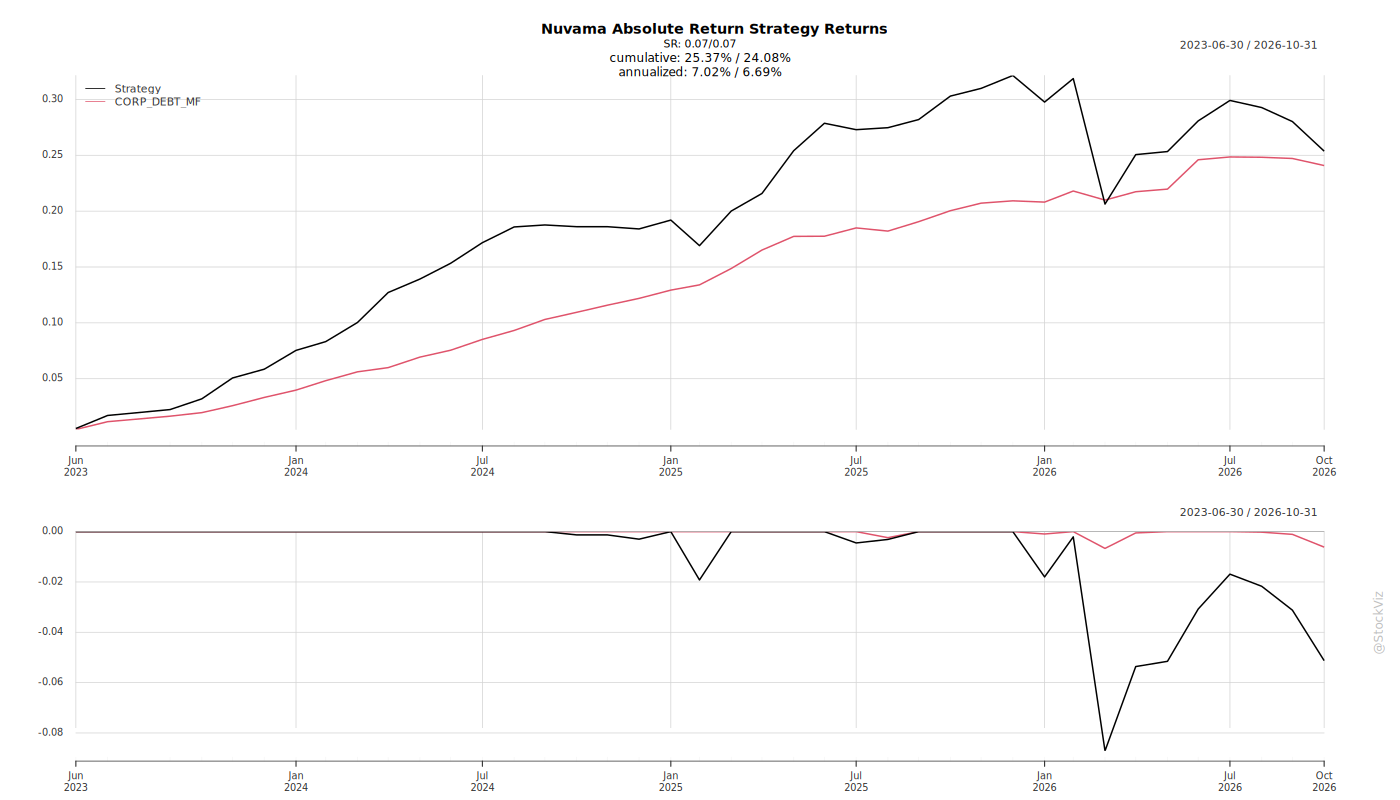 Nuvama Absolute Return Strategy Returns
SR: 0.07/0.07
cumulative: 25.37% / 24.08%
annualized: 7.02% / 6.69%
2023-06-30 / 2026-10-31
Strategy
CORP_DEBT_MF
0.30
0.25
0.20
0.15
0.10
0.05
Jun Jan Jul Jan Jul Jan Jul Oct
2023 2024 2024 2025 2025 2026 2026 2026
2023-06-30 / 2026-10-31
0.00
-0.02
-0.04
-0.06
-0.08
Jun Jan Jul Jan Jul Jan Jul Oct
2023 2024 2024 2025 2025 2026 2026 2026
@StockViz